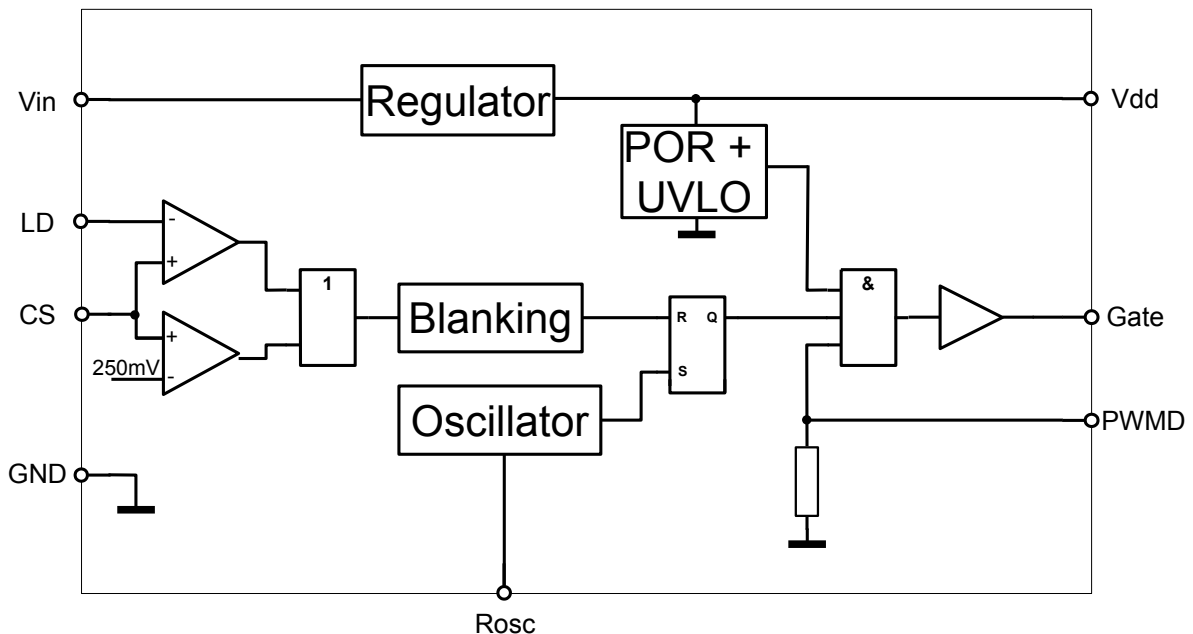 Vin
Regulator
Vdd
POR +
UVLO
LD
-
+
CS
+
250mV
-
1
Blanking
R Q
S
&
Gate
Oscillator
PWMD
GND
Rosc